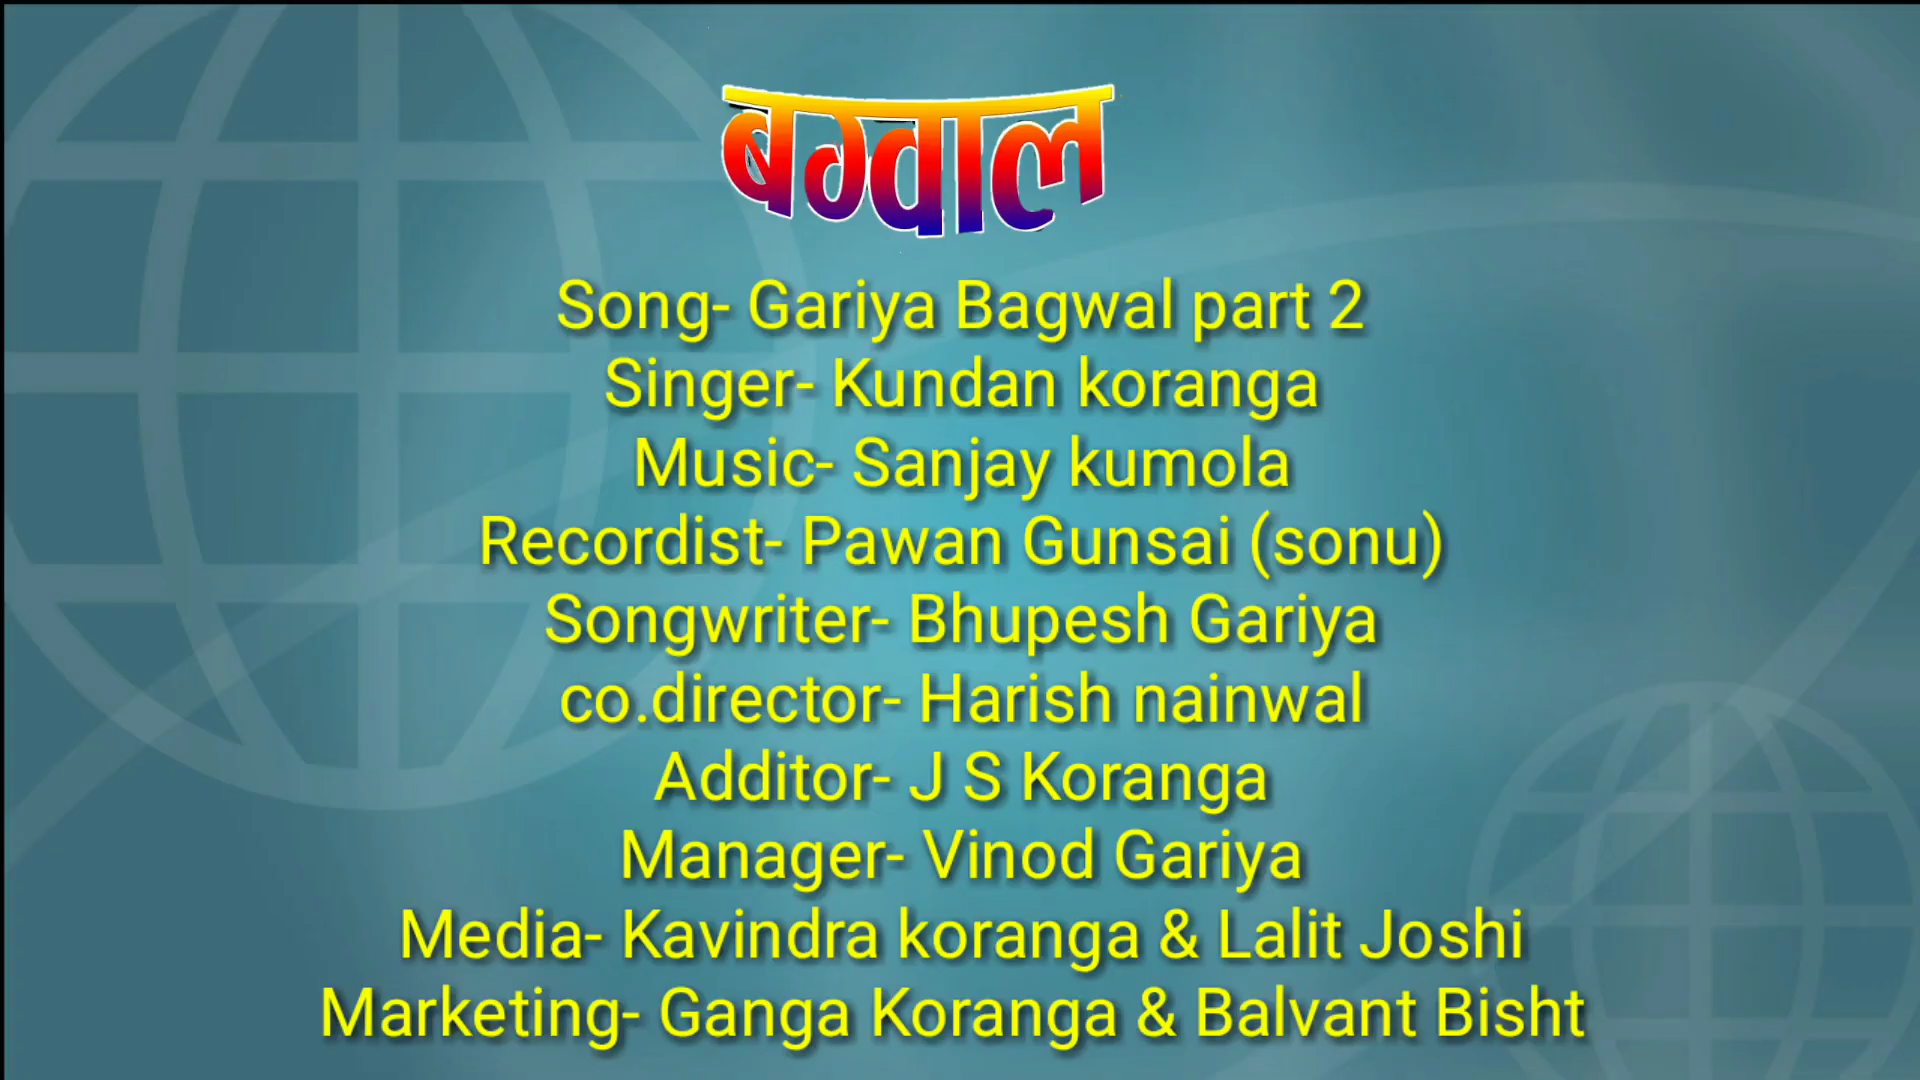 बग्वाल
Song- Gariya Bagwal part 2
Singer- Kundan koranga
Music- Sanjay kumola
Recordist- Pawan Gunsai (sonu)
Songwriter- Bhupesh Gariya
co.director- Harish nainwal
Additor- J S Koranga
Manager- Vinod Gariya
Media- Kavindra koranga & Lalit Joshi
Marketing- Ganga Koranga & Balvant Bisht